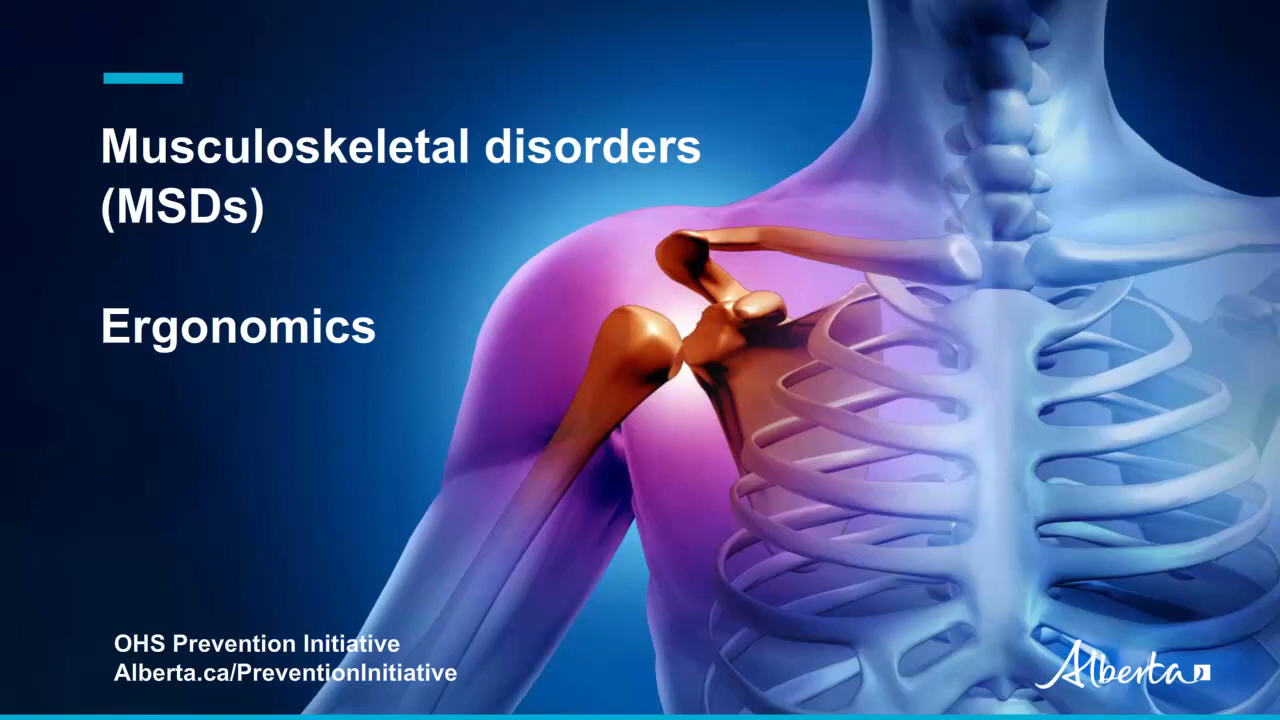 Musculoskeletal disorders
(MSDs)
Ergonomics
OHS Prevention Initiative
Alberta.ca/PreventionInitiative
Alberta